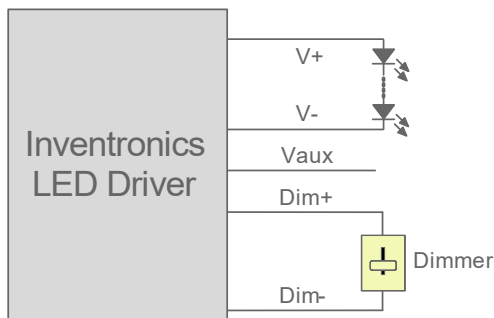 V+
V-
Inventronics
LED Driver
Vaux
Dim+
Dimmer
Dim-